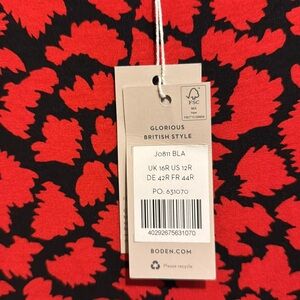 FSC
GLORIOUS
BRITISH STYLE
J0811 BLA
UK 16R US 12R
DE 42R FR 44R
PO. 631070
40292675631070
BODEN.COM
Please recycle